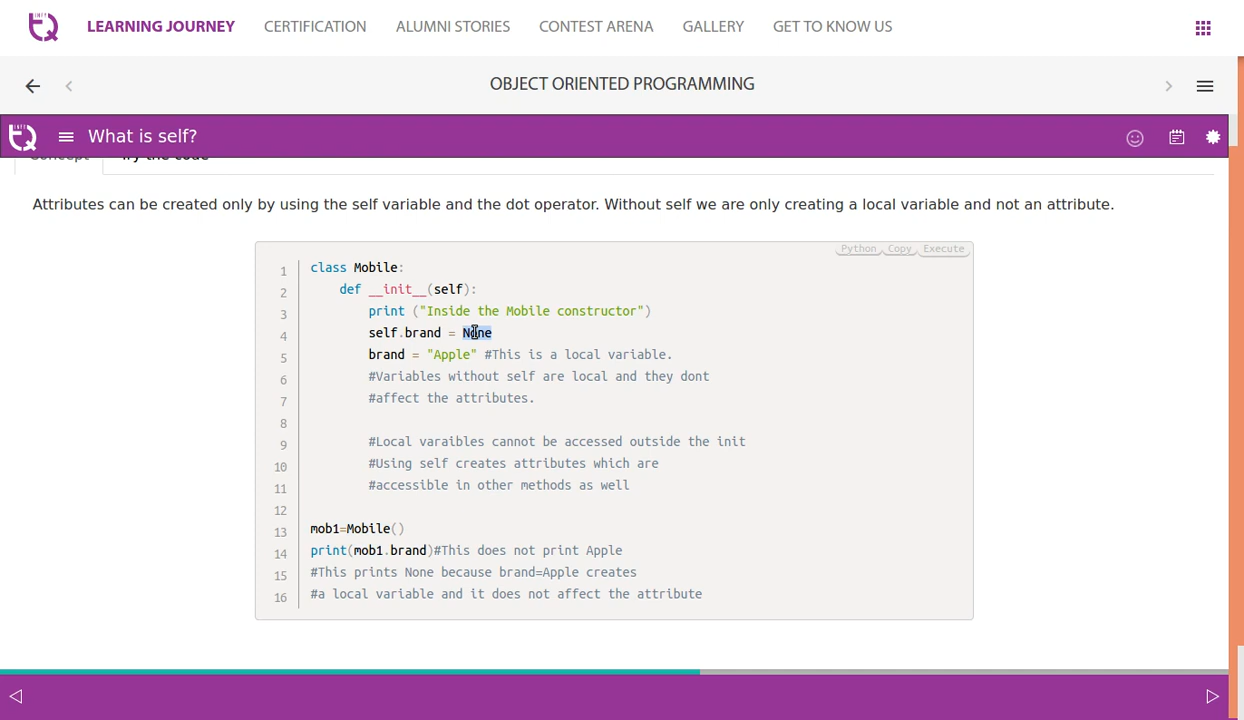 LEARNING JOURNEY CERTIFICATION ALUMNI STORIES CONTEST ARENA GALLERY GET TO KNOW US
OBJECT ORIENTED PROGRAMMING
What is self?
Concept Try the code
Attributes can be created only by using the self variable and the dot operator. Without self we are only creating a local variable and not an attribute.
Python Copy Execute
1 class Mobile:
2 def __init__(self):
3 print ("Inside the Mobile constructor")
4 self.brand = None
5 brand = "Apple" #This is a local variable.
6 #Variables without self are local and they dont
7 #affect the attributes.
8
9 #Local varaibles cannot be accessed outside the init
10 #Using self creates attributes which are
11 #accessible in other methods as well
12
13 mob1=Mobile()
14 print(mob1.brand)#This does not print Apple
15 #This prints None because brand=Apple creates
16 #a local variable and it does not affect the attribute